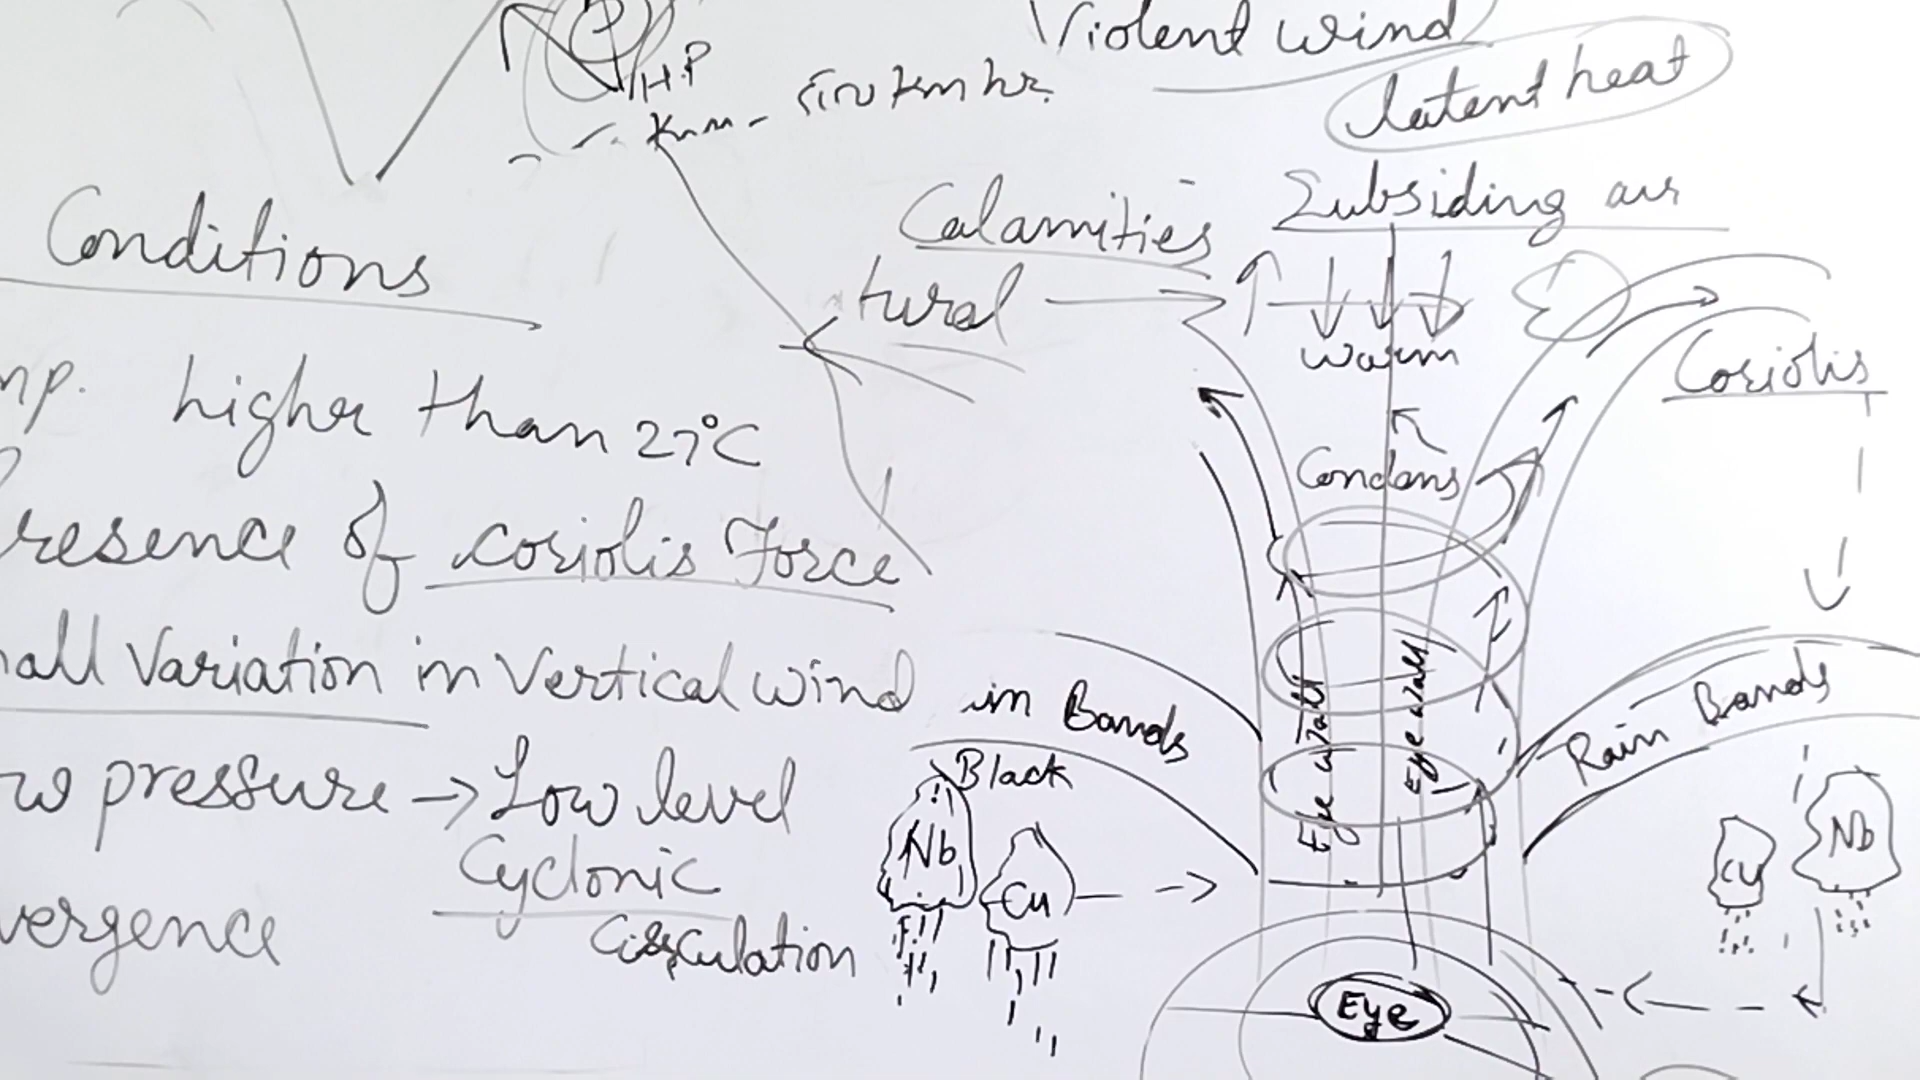 Violent wind
H.P
latent heat
Calamities
Subsiding air
Conditions
tural
warm
Coriolis
mp. higher than 27°C
Condens
resence of coriolis Force
all Variation in Vertical wind
in Bands
Eye wall
Eye wall
Rain Bands
w pressure → Low level
Black
Nb
Cu
Cu
Nb
Cyclonic
vergence
Circulation
Eye